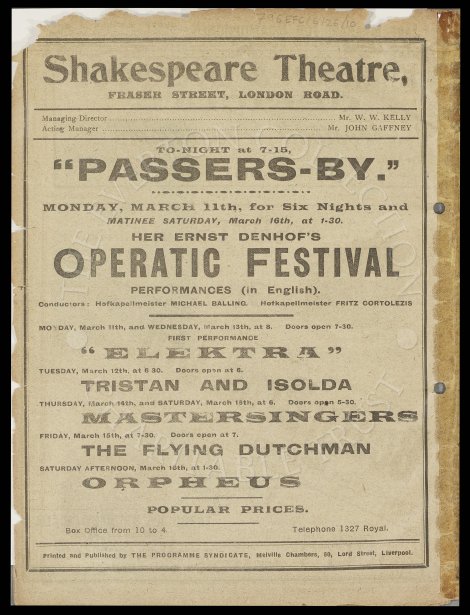 796EFC/5/26/10
Shakespeare Theatre,
FRASER STREET, LONDON ROAD.
Managing Director ... Mr. W. W. KELLY
Acting Manager ... Mr. JOHN GAFFNEY
TO-NIGHT at 7-15,
"PASSERS-BY."
MONDAY, MARCH 11th, for Six Nights and
MATINEE SATURDAY, March 16th, at 1-30.
HER ERNST DENHOF'S
OPERATIC FESTIVAL
PERFORMANCES (in English).
Conductors: Hofkapellmeister MICHAEL BALLING. Hofkapellmeister FRITZ CORTOLEZIS
MONDAY, March 11th, and WEDNESDAY, March 13th, at 8. Doors open 7-30.
FIRST PERFORMANCE
"ELEKTRA"
TUESDAY, March 12th, at 6 30. Doors open at 6.
TRISTAN AND ISOLDA
THURSDAY, March 14th, and SATURDAY, March 16th, at 6. Doors open 5-30.
MASTERSINGERS
FRIDAY, March 15th, at 7-30. Doors open at 7.
THE FLYING DUTCHMAN
SATURDAY AFTERNOON, March 16th, at 1-30.
ORPHEUS
POPULAR PRICES.
Box Office from 10 to 4. Telephone 1327 Royal.
Printed and Published by THE PROGRAMME SYNDICATE, Melville Chambers, 50, Lord Street, Liverpool.